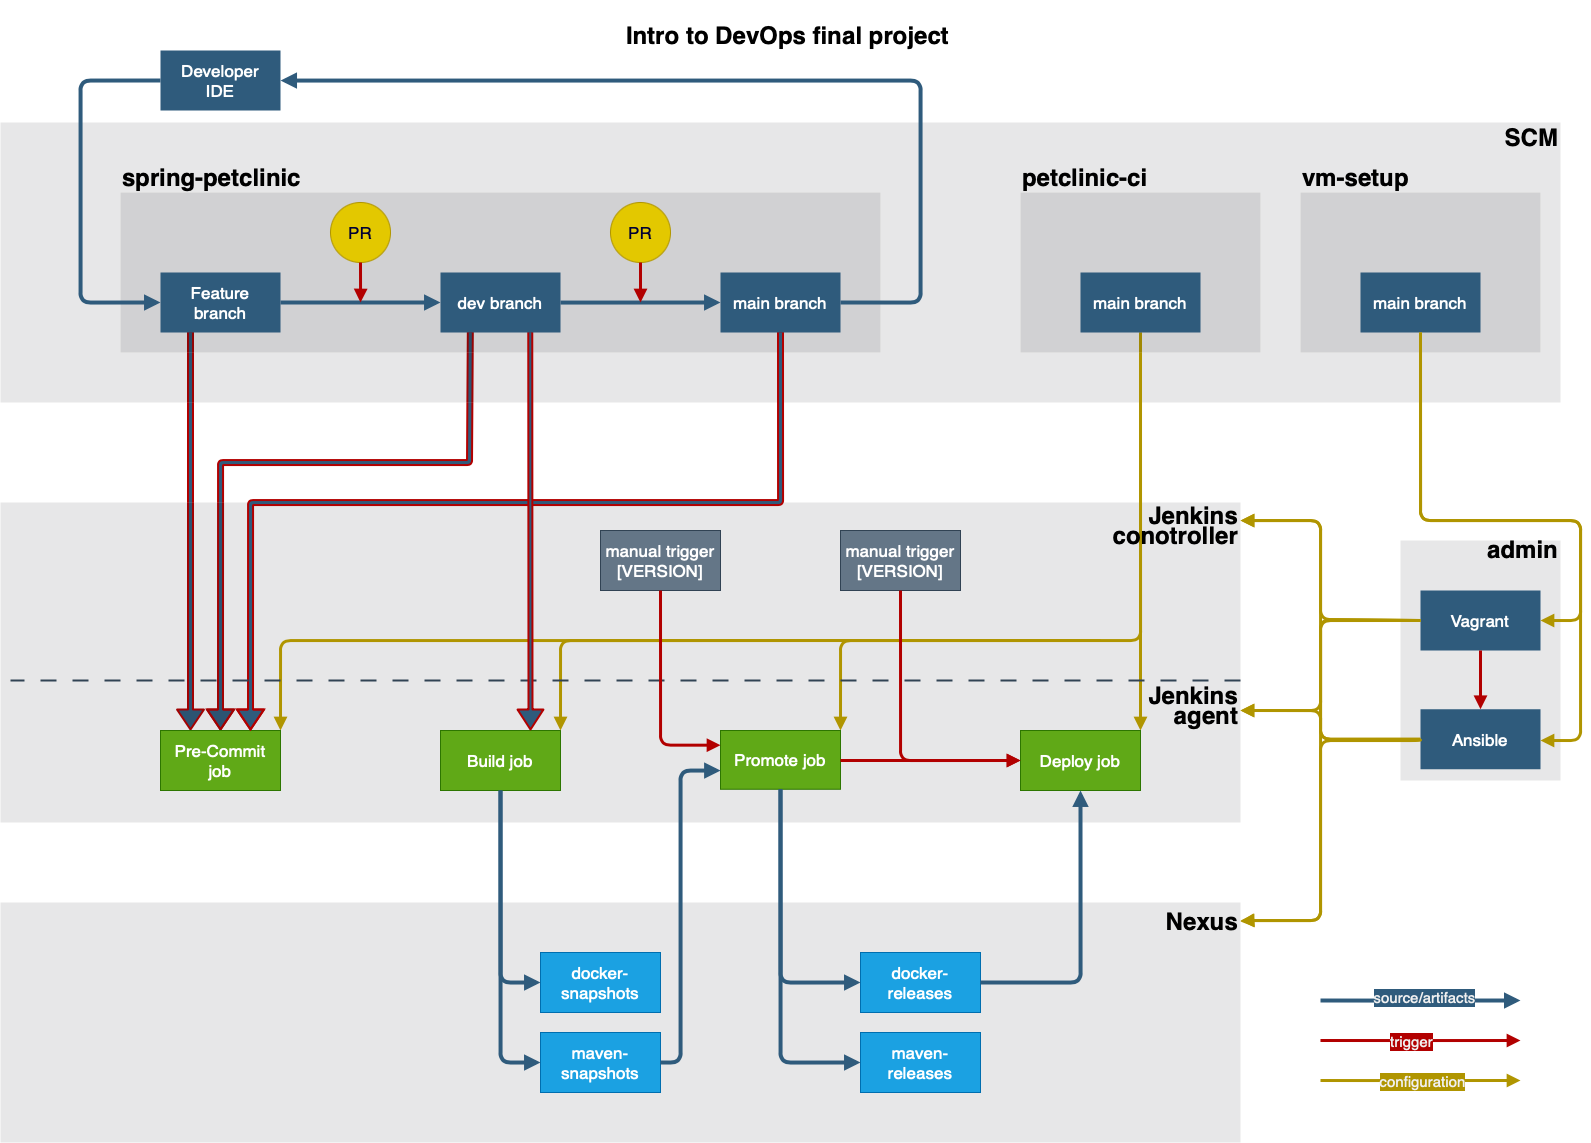 Intro to DevOps final project
Developer
IDE
SCM
spring-petclinic
petclinic-ci
vm-setup
PR
PR
Feature
branch
dev branch
main branch
main branch
main branch
Jenkins
conotroller
manual trigger
[VERSION]
manual trigger
[VERSION]
admin
Vagrant
Jenkins
agent
Pre-Commit
job
Build job
Promote job
Deploy job
Ansible
Nexus
docker-
snapshots
docker-
releases
maven-
snapshots
maven-
releases
source/artifacts
trigger
configuration